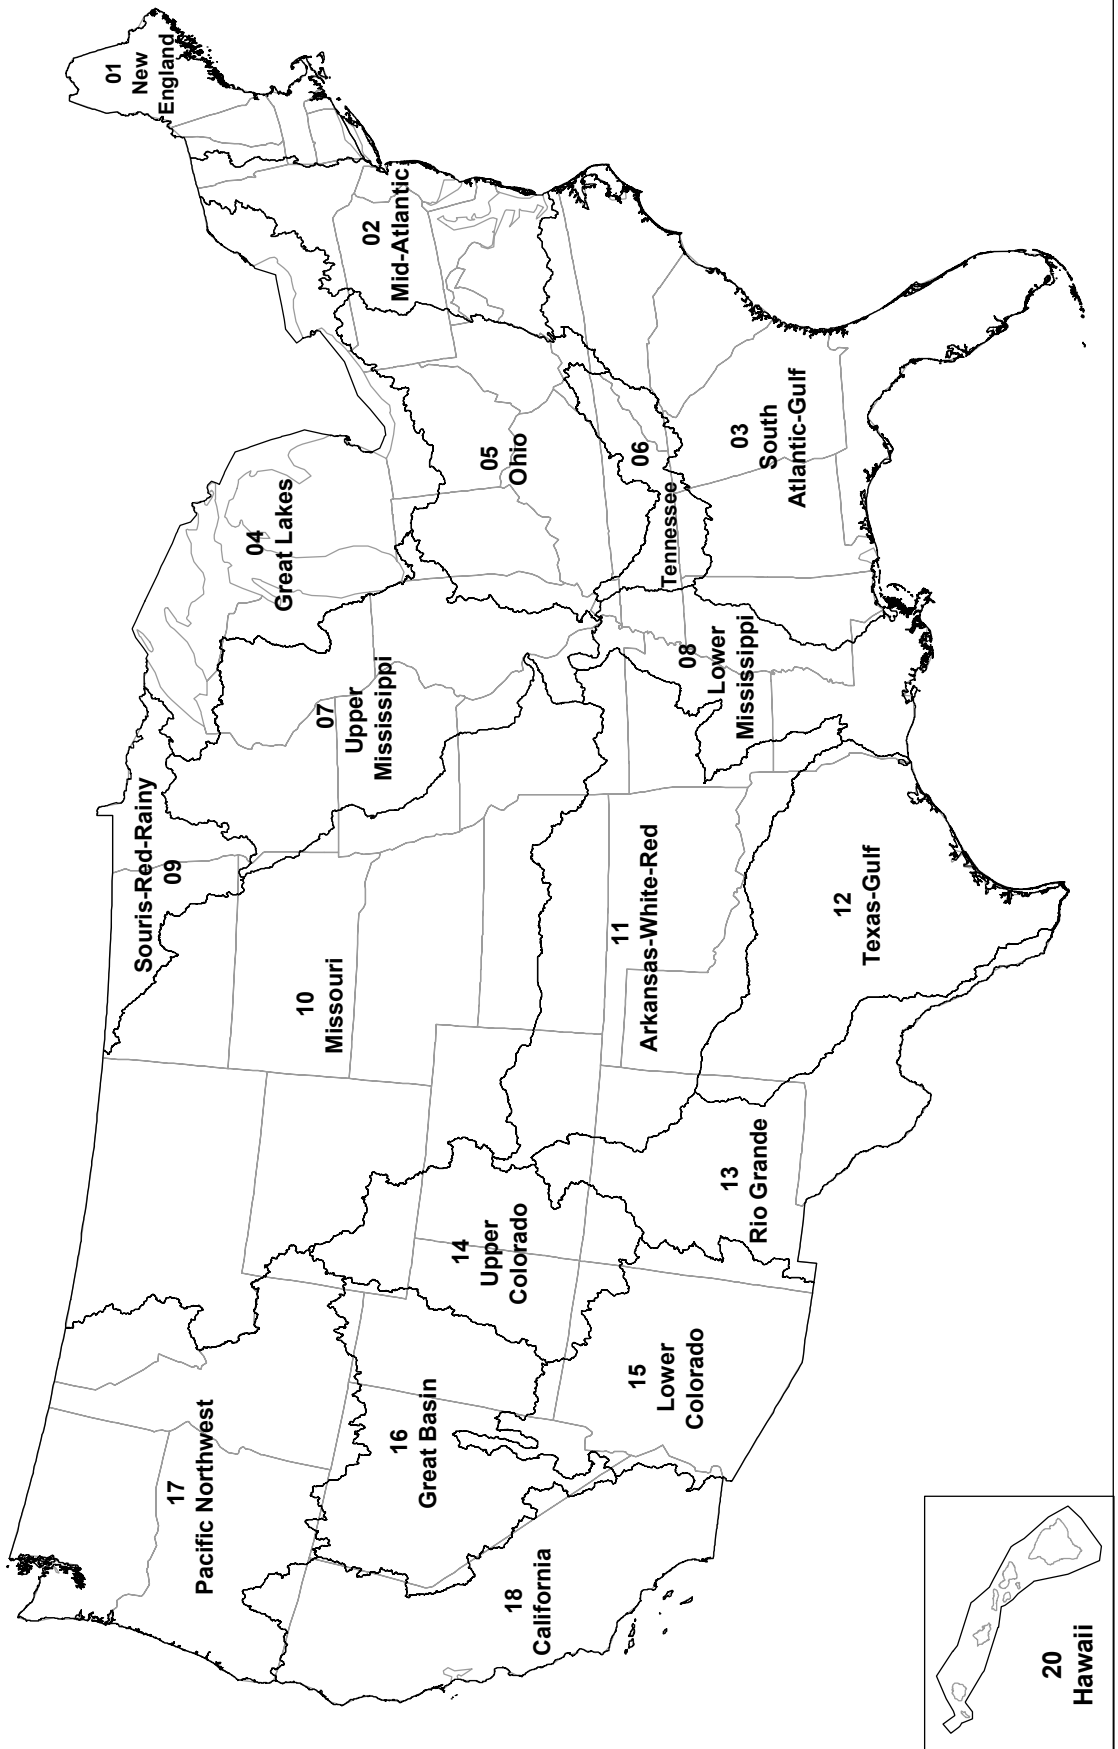 01
New
England
02
Mid-Atlantic
03
South
Atlantic-Gulf
04
Great Lakes
05
Ohio
06
Tennessee
07
Upper
Mississippi
08
Lower
Mississippi
Souris-Red-Rainy
09
10
Missouri
11
Arkansas-White-Red
12
Texas-Gulf
13
Rio Grande
14
Upper
Colorado
15
Lower
Colorado
16
Great Basin
17
Pacific Northwest
18
California
20
Hawaii